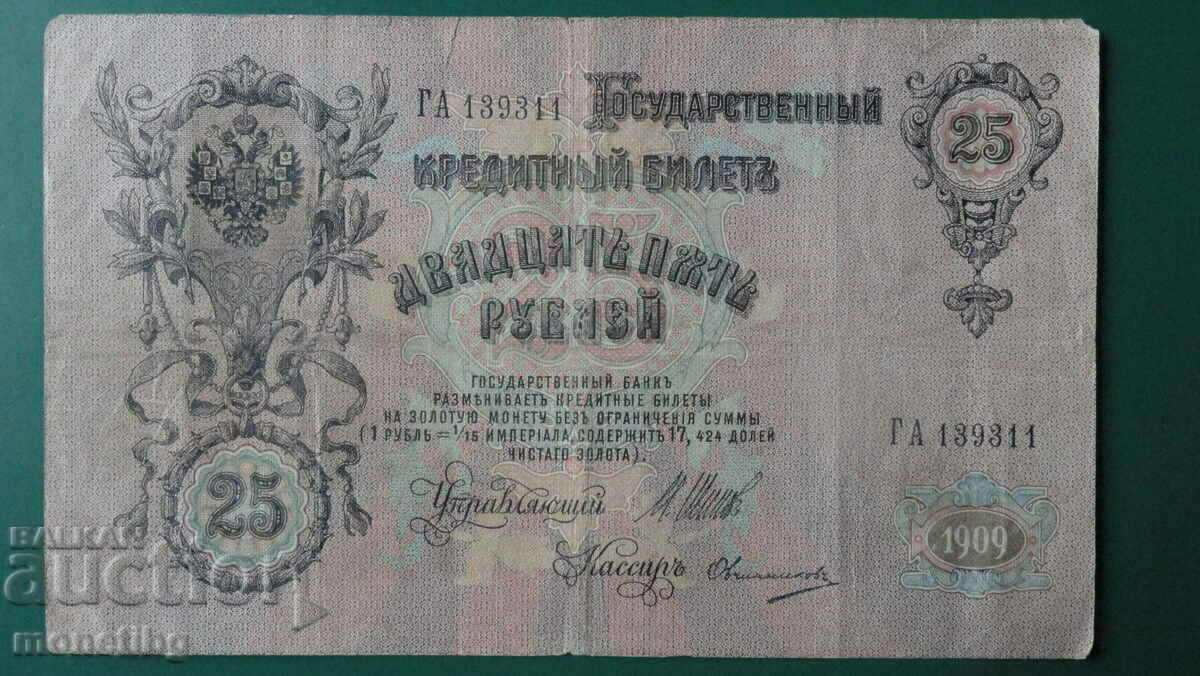 25
ГА 139311 ГОСУДАРСТВЕННЫЙ
25
КРЕДИТНЫЙ БИЛЕТЪ
ДВАДЦАТЬ ПЯТЬ
РУБЛЕЙ
ГОСУДАРСТВЕННЫЙ БАНКЪ
РАЗМѢНИВАЕТЪ КРЕДИТНЫЕ БИЛЕТЫ
НА ЗОЛОТУЮ МОНЕТУ БЕЗЪ ОГРАНИЧЕНІЯ СУММЫ
(1 РУБЛЬ = 1/15 ИМПЕРІАЛА, СОДЕРЖИТЪ 17, 424 ДОЛЕЙ
ЧИСТАГО ЗОЛОТА).
ГА 139311
25
Управляющій
Кассиръ Овчинниковъ
1909
BALKAN
auction
monetibg